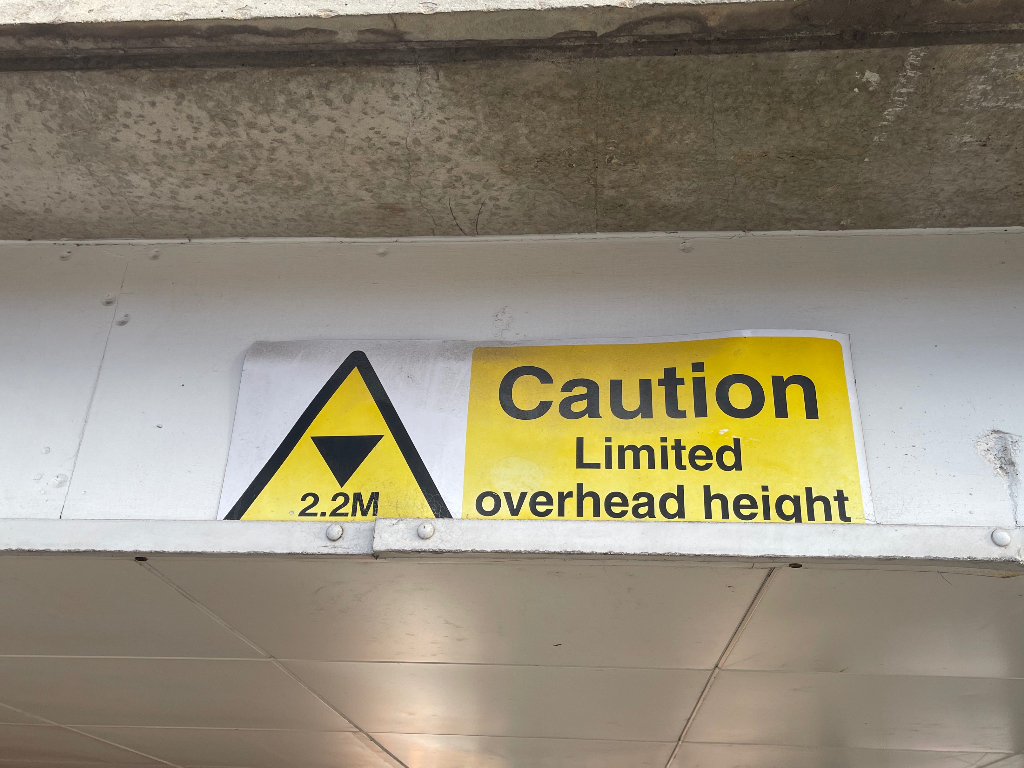 Caution
Limited
overhead height
2.2M